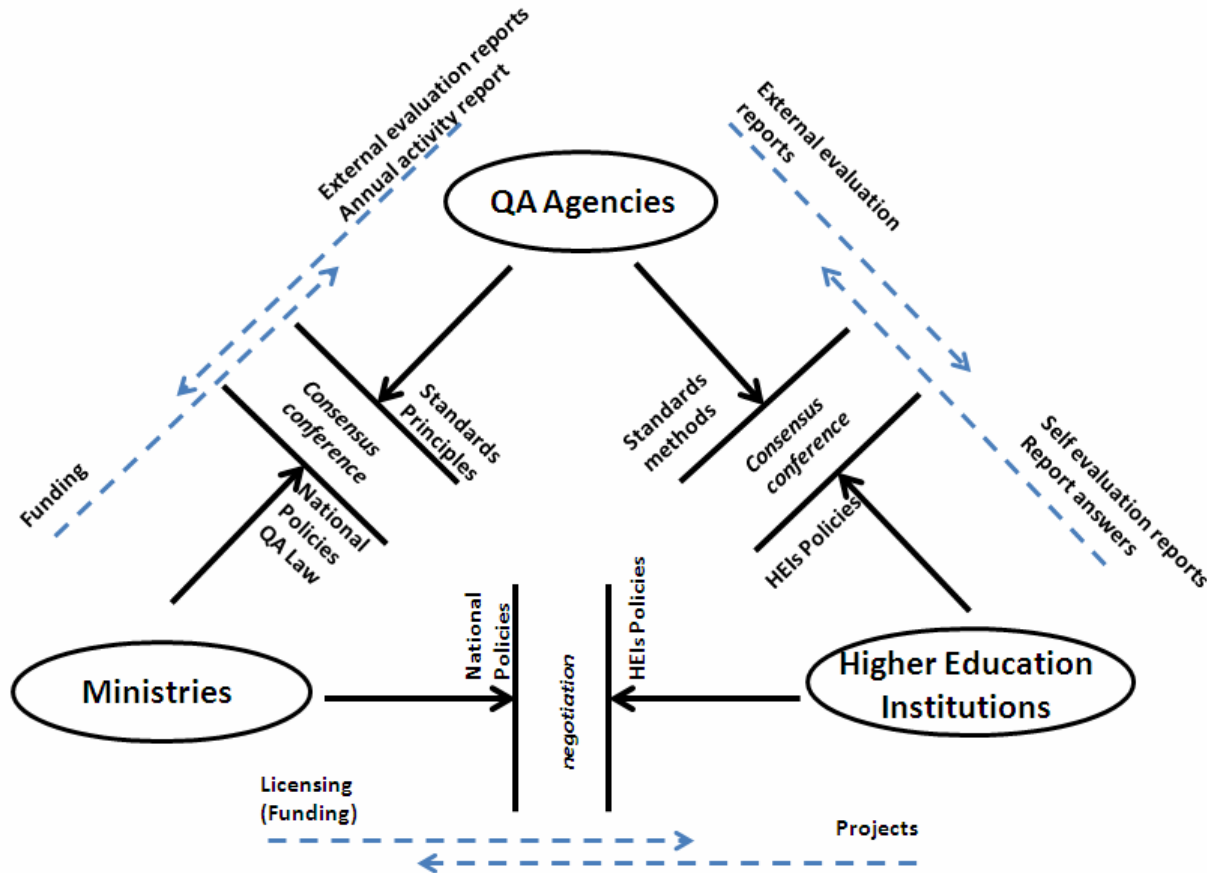 External evaluation reports
Annual activity report
External evaluation
reports
QA Agencies
Funding
Consensus
conference
Standards
Principles
National
Policies
QA Law
Standards
methods
Consensus
conference
HEIs Policies
Self evaluation reports
Report answers
Ministries
National
Policies
negotiation
HEIs Policies
Higher Education
Institutions
Licensing
(Funding)
Projects